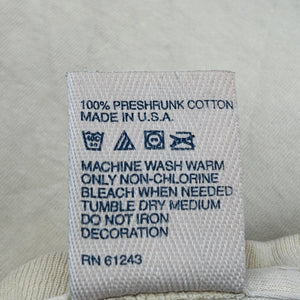 100% PRESHRUNK COTTON
MADE IN U.S.A.
MACHINE WASH WARM
ONLY NON-CHLORINE
BLEACH WHEN NEEDED
TUMBLE DRY MEDIUM
DO NOT IRON
DECORATION
RN 61243